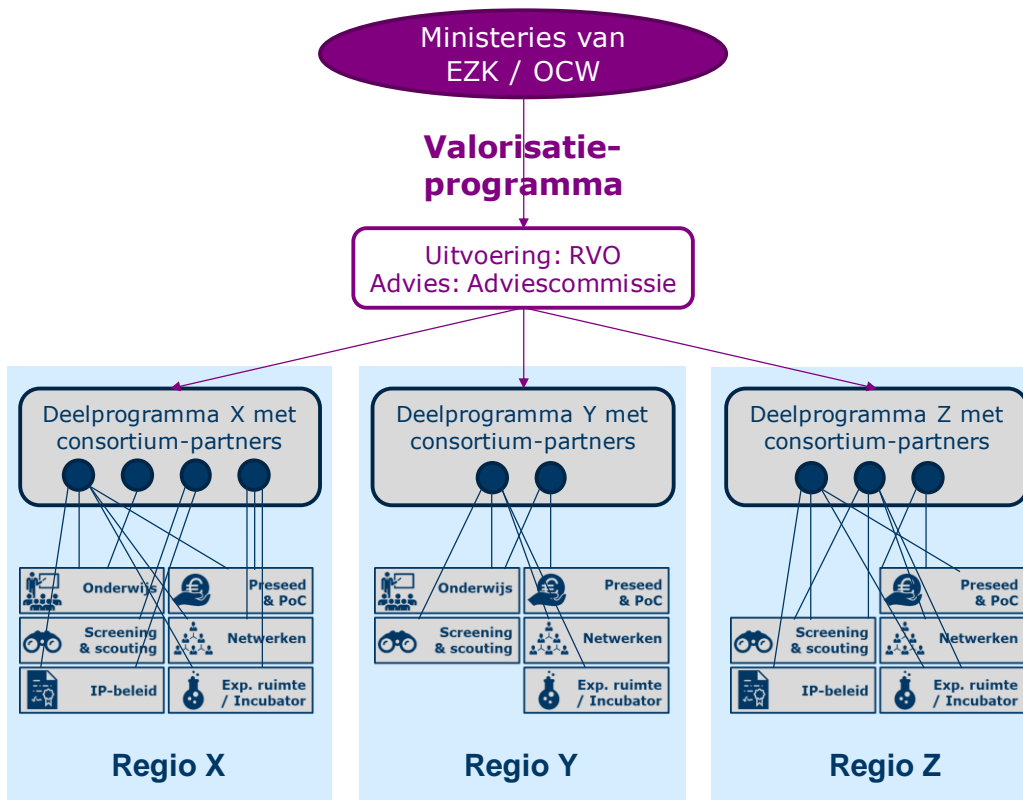 Ministeries van
EZK / OCW
Valorisatie-
programma
Uitvoering: RVO
Advies: Adviescommissie
Deelprogramma X met
consortium-partners
Onderwijs
Preseed
& PoC
Screening
& scouting
Netwerken
IP-beleid
Exp. ruimte
/ Incubator
Regio X
Deelprogramma Y met
consortium-partners
Onderwijs
Preseed
& PoC
Screening
& scouting
Netwerken
Exp. ruimte
/ Incubator
Regio Y
Deelprogramma Z met
consortium-partners
Preseed
& PoC
Screening
& scouting
Netwerken
IP-beleid
Exp. ruimte
/ Incubator
Regio Z